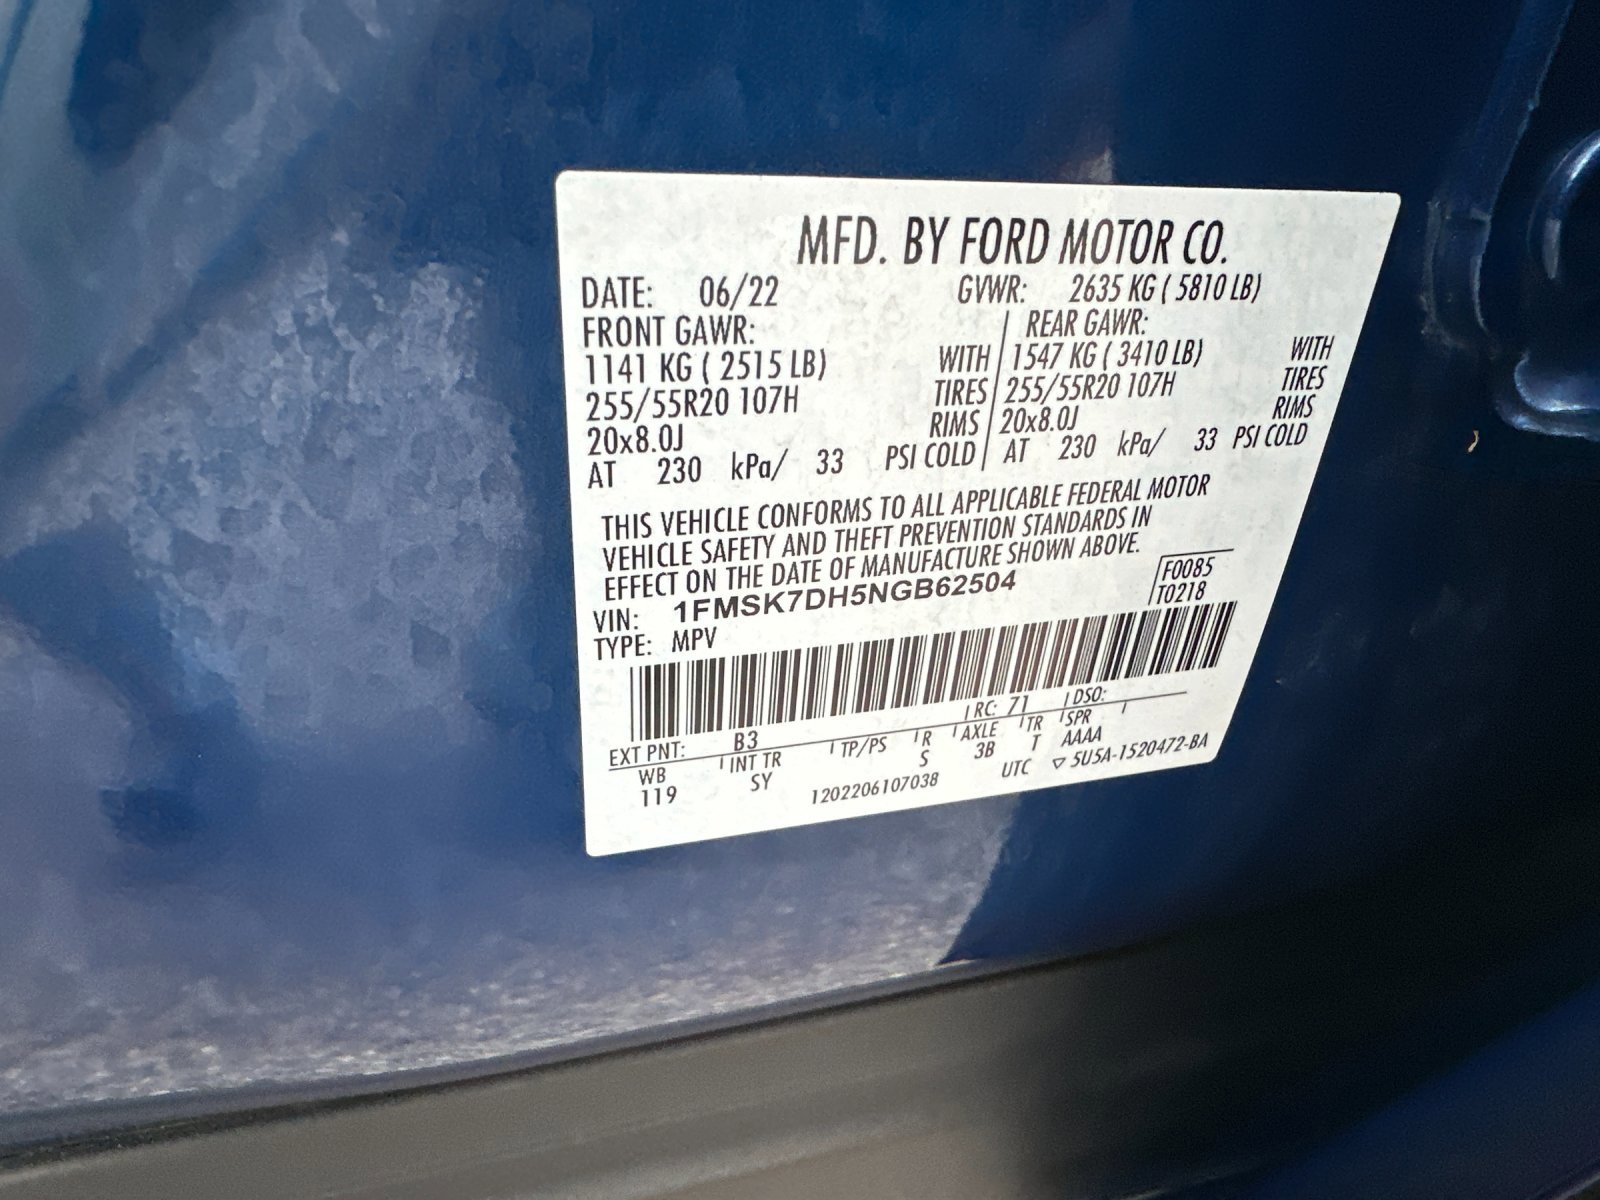 MFD. BY FORD MOTOR CO.
DATE: 06/22 GVWR: 2635 KG ( 5810 LB)
FRONT GAWR: REAR GAWR:
1141 KG ( 2515 LB) WITH 1547 KG ( 3410 LB) WITH
255/55R20 107H TIRES 255/55R20 107H TIRES
20x8.0J RIMS 20x8.0J RIMS
AT 230 kPa/ 33 PSI COLD AT 230 kPa/ 33 PSI COLD
THIS VEHICLE CONFORMS TO ALL APPLICABLE FEDERAL MOTOR
VEHICLE SAFETY AND THEFT PREVENTION STANDARDS IN
EFFECT ON THE DATE OF MANUFACTURE SHOWN ABOVE.
VIN: 1FMSK7DH5NGB62504 F0085
TYPE: MPV T0218
EXT PNT: B3 RC: 71 DSO:
WB INT TR TP/PS R AXLE TR SPR
119 SY S 3B T AAAA
1202206107038 UTC ▽ 5U5A-1520472-BA